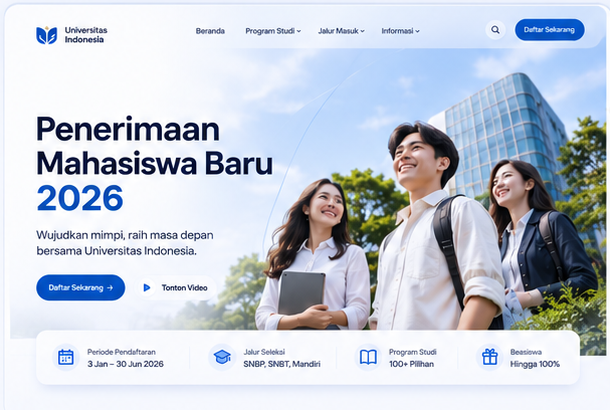 Universitas
Indonesia
Beranda
Program Studi
Jalur Masuk
Informasi
Daftar Sekarang
Penerimaan
Mahasiswa Baru
2026
Wujudkan mimpi, raih masa depan
bersama Universitas Indonesia.
Daftar Sekarang →
Tonton Video
Periode Pendaftaran
3 Jan – 30 Jun 2026
Jalur Seleksi
SNBP, SNBT, Mandiri
Program Studi
100+ Pilihan
Beasiswa
Hingga 100%